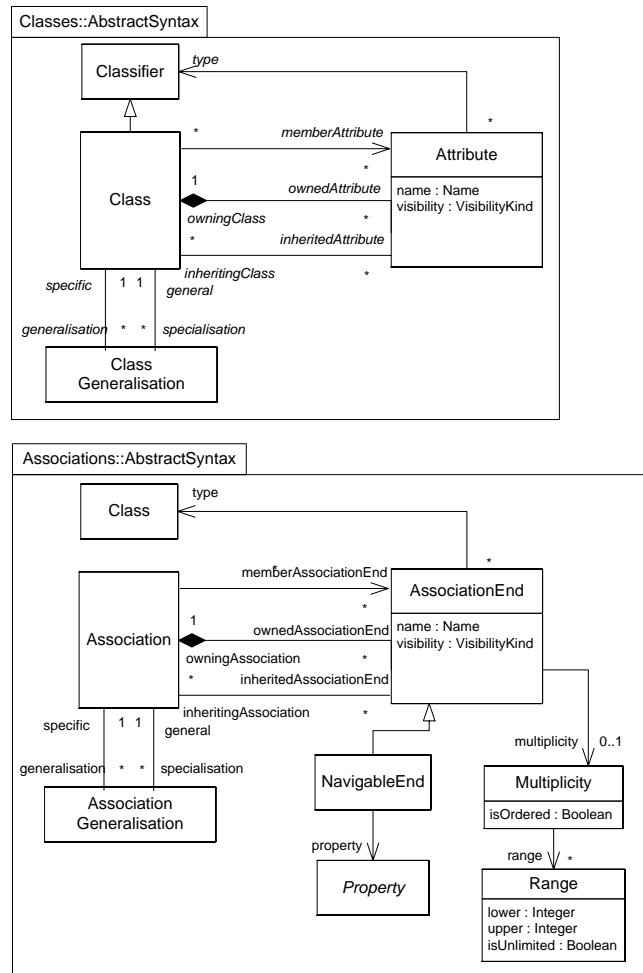 Classes::AbstractSyntax
Classifier
type
*
*
memberAttribute
*
Attribute
name : Name
visibility : VisibilityKind
Class
1
ownedAttribute
owningClass
*
*
inheritedAttribute
inheritingClass
*
specific
1
1
general
generalisation
*
*
specialisation
Class
Generalisation
Associations::AbstractSyntax
Class
type
*
*
memberAssociationEnd
*
AssociationEnd
name : Name
visibility : VisibilityKind
Association
1
ownedAssociationEnd
owningAssociation
*
*
inheritedAssociationEnd
inheritingAssociation
*
specific
1
1
general
generalisation
*
*
specialisation
Association
Generalisation
multiplicity
0..1
NavigableEnd
Multiplicity
isOrdered : Boolean
property
range
*
Property
Range
lower : Integer
upper : Integer
isUnlimited : Boolean